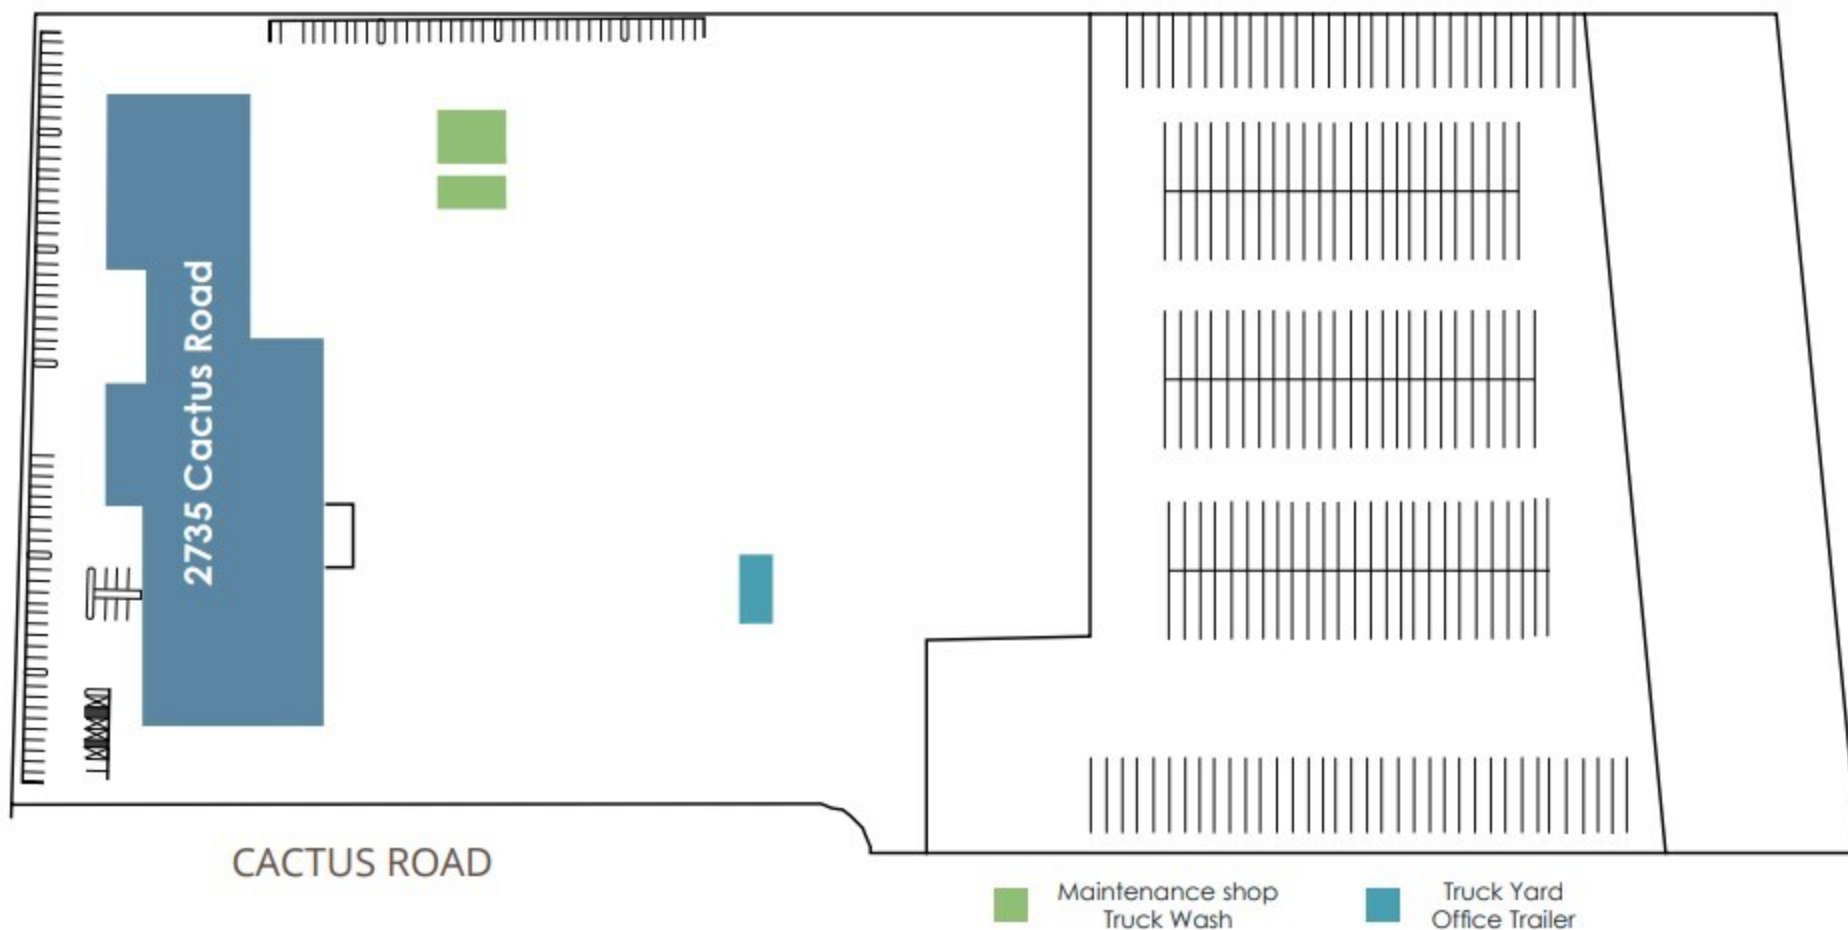 2735 Cactus Road
CACTUS ROAD
Maintenance shop
Truck Wash
Truck Yard
Office Trailer